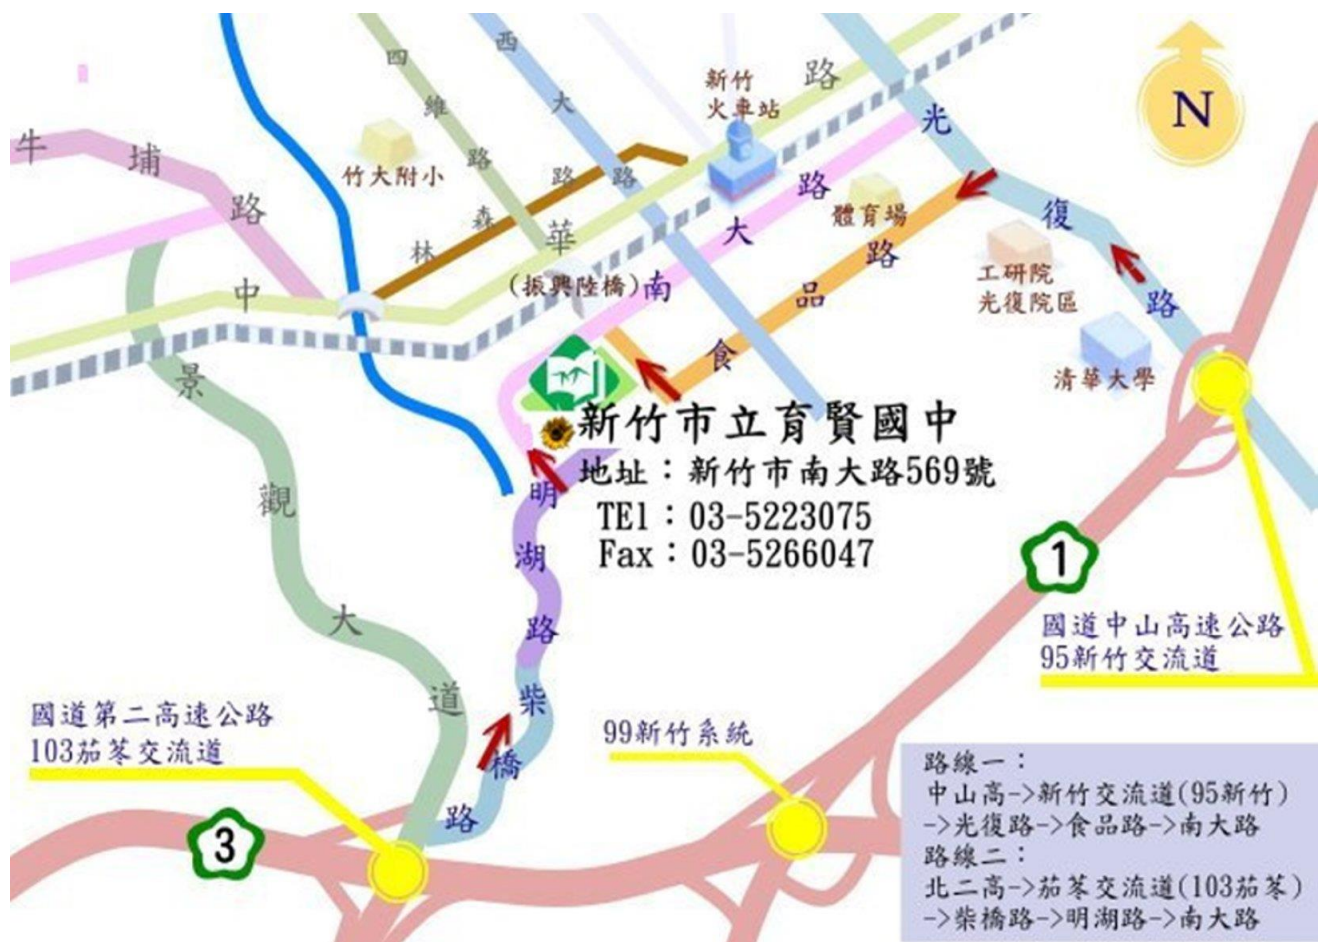 四維路
西大路
新竹
火車站
中華路
光復路
N
牛埔路
竹大附小
林森路
南大路
體育場
食品路
工研院
光復院區
(振興陸橋)
清華大學
景觀大道
新竹市立育賢國中
地址：新竹市南大路569號
TEl：03-5223075
Fax：03-5266047
明湖路
1
國道中山高速公路
95新竹交流道
柴橋路
國道第二高速公路
103茄苳交流道
99新竹系統
3
路線一：
中山高->新竹交流道(95新竹)
->光復路->食品路->南大路
路線二：
北二高->茄苳交流道(103茄苳)
->柴橋路->明湖路->南大路